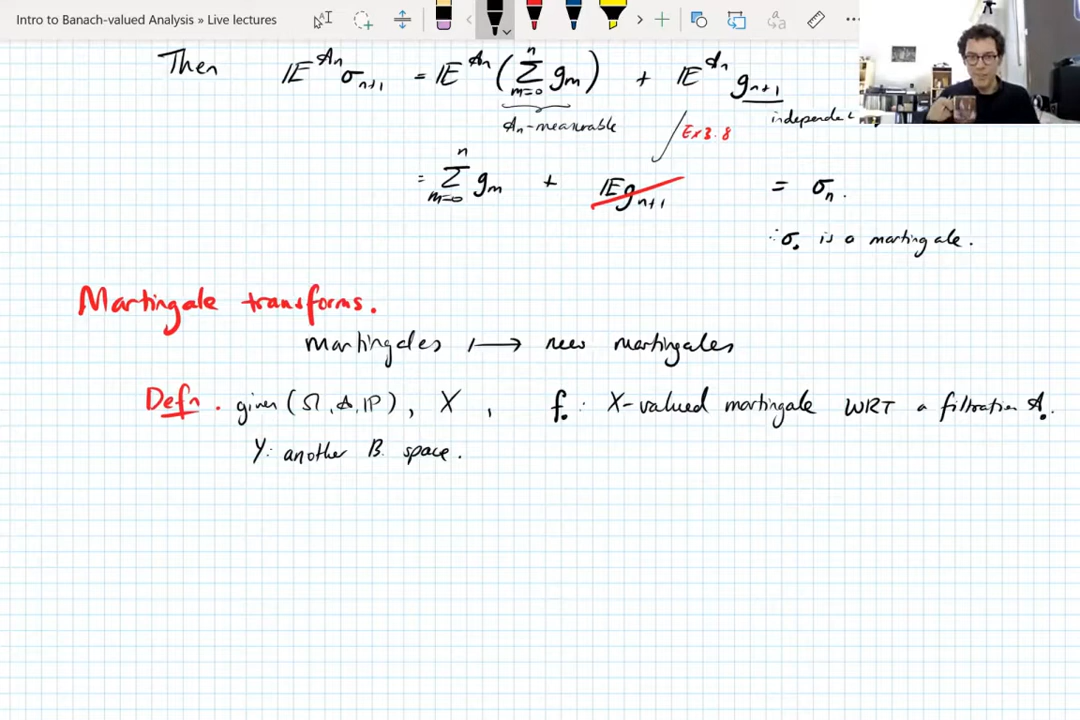 Intro to Banach-valued Analysis » Live lectures
Then 𝔼^{𝒜n} σ_{n+1} = 𝔼^{𝒜n} ( Σ_{m=0}^{n} g_m ) + 𝔼^{𝒜n} g_{n+1}
𝒜n-measurable
independent
Ex 3.8
= Σ_{m=0}^{n} g_m + 𝔼g_{n+1} = σ_n.
∴ σ. is a martingale.
Martingale transforms.
martingales ↦ new martingales
Defn. given (Ω, 𝒜, ℙ), X, f.: X-valued martingale WRT a filtration 𝒜..
Y: another B. space.